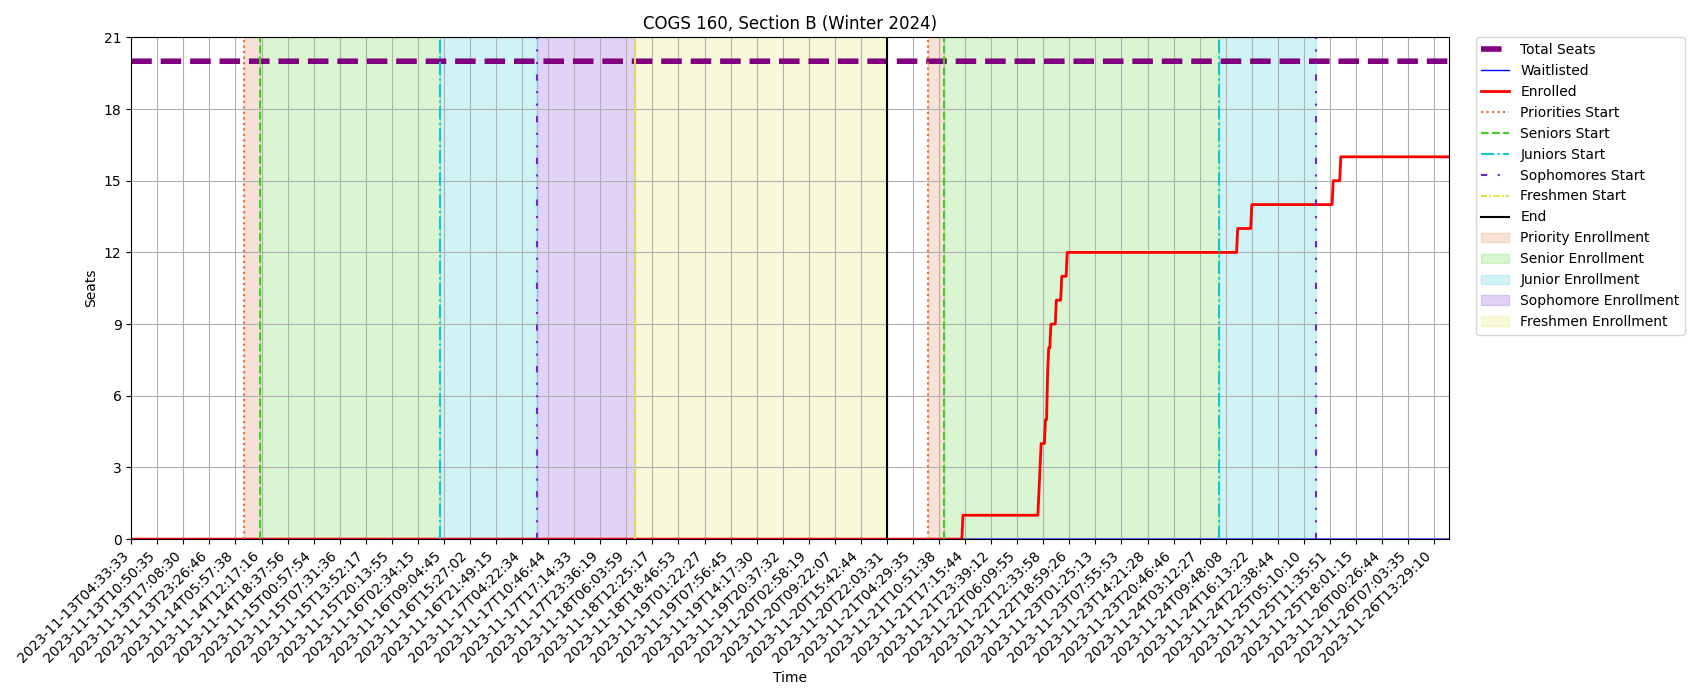 COGS 160, Section B (Winter 2024)
21
18
15
12
9
6
3
0
Seats
2023-11-13T04:33:33
2023-11-13T10:50:35
2023-11-13T17:08:30
2023-11-13T23:26:46
2023-11-14T05:57:38
2023-11-14T12:17:16
2023-11-14T18:37:56
2023-11-15T00:57:54
2023-11-15T07:31:36
2023-11-15T13:52:17
2023-11-15T20:13:55
2023-11-16T02:34:15
2023-11-16T09:04:45
2023-11-16T15:27:02
2023-11-16T21:49:15
2023-11-17T04:22:34
2023-11-17T10:46:44
2023-11-17T17:14:33
2023-11-17T23:36:19
2023-11-18T06:03:59
2023-11-18T12:25:17
2023-11-18T18:46:53
2023-11-19T01:22:27
2023-11-19T07:56:45
2023-11-19T14:17:30
2023-11-19T20:37:32
2023-11-20T02:58:19
2023-11-20T09:22:07
2023-11-20T15:42:44
2023-11-20T22:03:31
2023-11-21T04:29:35
2023-11-21T10:51:38
2023-11-21T17:15:44
2023-11-21T23:39:12
2023-11-22T06:09:55
2023-11-22T12:33:58
2023-11-22T18:59:26
2023-11-23T01:25:13
2023-11-23T07:55:53
2023-11-23T14:21:28
2023-11-23T20:46:46
2023-11-24T03:12:27
2023-11-24T09:48:08
2023-11-24T16:13:22
2023-11-24T22:38:44
2023-11-25T05:10:10
2023-11-25T11:35:51
2023-11-25T18:01:15
2023-11-26T00:26:44
2023-11-26T07:03:35
2023-11-26T13:29:10
Time
Total Seats
Waitlisted
Enrolled
Priorities Start
Seniors Start
Juniors Start
Sophomores Start
Freshmen Start
End
Priority Enrollment
Senior Enrollment
Junior Enrollment
Sophomore Enrollment
Freshmen Enrollment